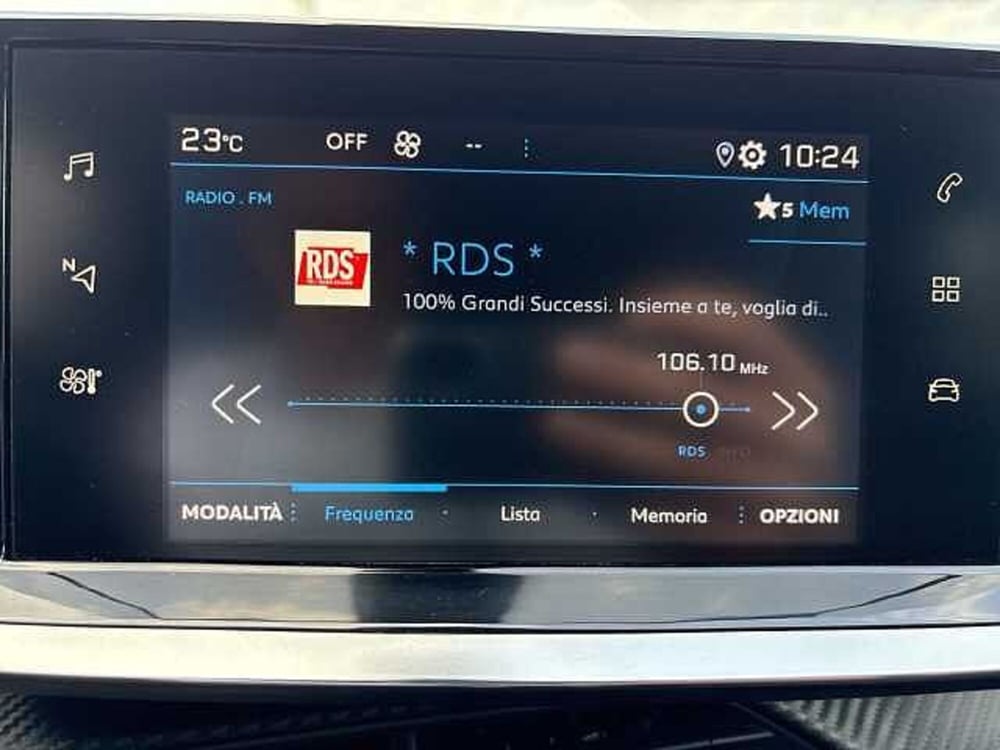 23°C OFF -- 10:24
RADIO . FM
5 Mem
RDS
* RDS *
100% Grandi Successi. Insieme a te, voglia di..
106.10 MHz
RDS
MODALITÀ Frequenza Lista Memoria OPZIONI
N